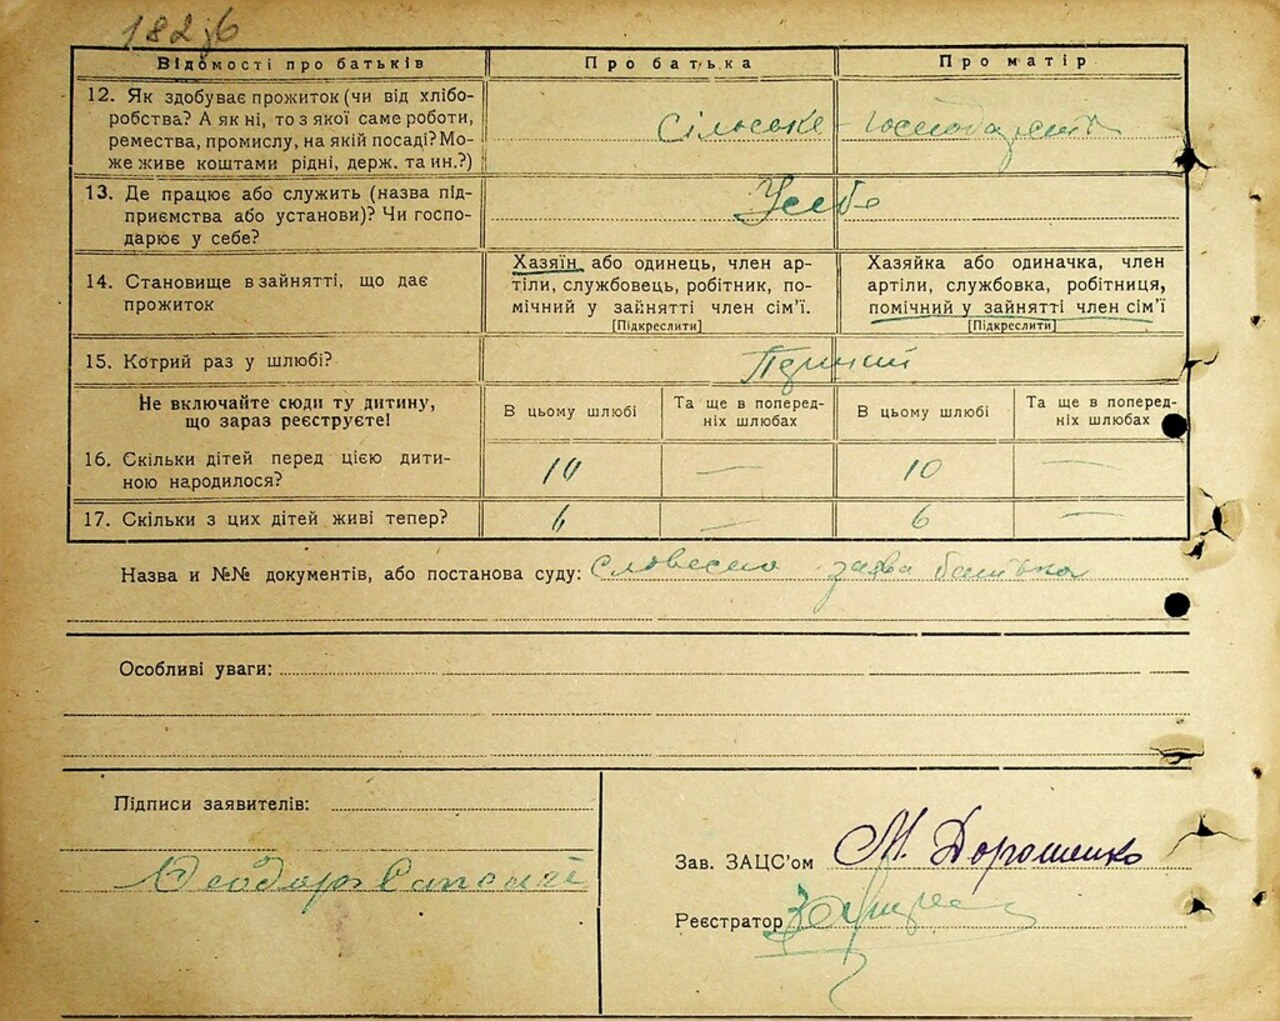 182зб
Відомості про батьків Про батька Про матір
12. Як здобуває прожиток (чи від хлібо-
робства? А як ні, то з якої саме роботи,
ремества, промислу, на якій посаді? Мо-
же живе коштами рідні, держ. та ин.?)
Сільське - господарств
13. Де працює або служить (назва під-
приємства або установи)? Чи госпо-
дарює у себе?
У себе
14. Становище в зайнятті, що дає
прожиток
Хазяїн або одинець, член ар-
тілі, службовець, робітник, по-
мічний у зайнятті член сім'ї.
[Підкреслити]
Хазяйка або одиначка, член
артілі, службовка, робітниця,
помічний у зайнятті член сім'ї
[Підкреслити]
15. Котрий раз у шлюбі?
Не включайте сюди ту дитину,
що зараз реєструєте!
В цьому шлюбі
Та ще в поперед-
ніх шлюбах
В цьому шлюбі
Та ще в поперед-
ніх шлюбах
16. Скільки дітей перед цією дити-
ною народилося?
10 — 10 —
17. Скільки з цих дітей живі тепер? 6 — 6 —
Назва и №№ документів, або постанова суду: Словесна заява батька
Особливі уваги:
Підписи заявителів:
Теодор
Зав. ЗАЦС'ом М. Дорошенко
Реєстратор